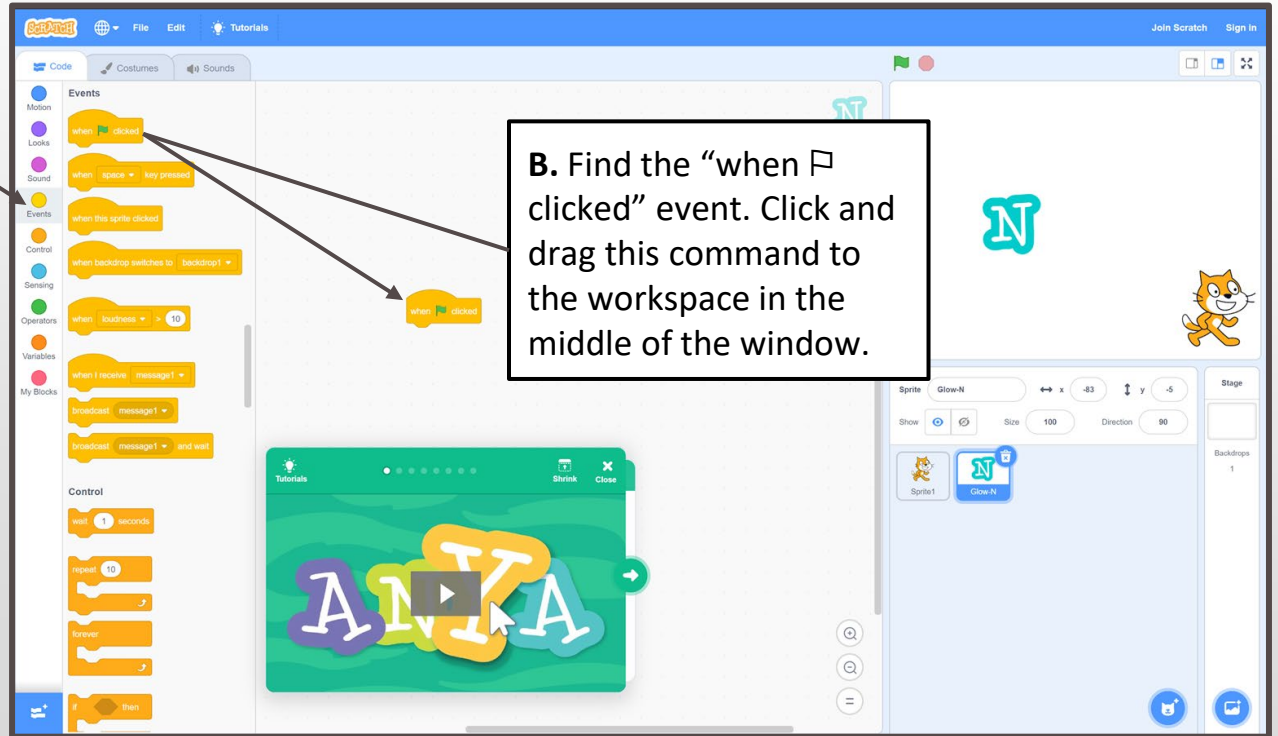 SCRATCH File Edit Tutorials Join Scratch Sign in
Code Costumes Sounds
Motion
Looks
Sound
Events
Control
Sensing
Operators
Variables
My Blocks
Events
when clicked
when space key pressed
when this sprite clicked
when backdrop switches to backdrop1
when loudness > 10
when I receive message1
broadcast message1
broadcast message1 and wait
Control
wait 1 seconds
repeat 10
forever
if then
when clicked
N
B. Find the “when 🏳
clicked” event. Click and
drag this command to
the workspace in the
middle of the window.
Tutorials Shrink Close
ANYA
N
Sprite Glow-N x -83 y -5
Show Size 100 Direction 90
N
Sprite1 Glow-N
Stage
Backdrops
1